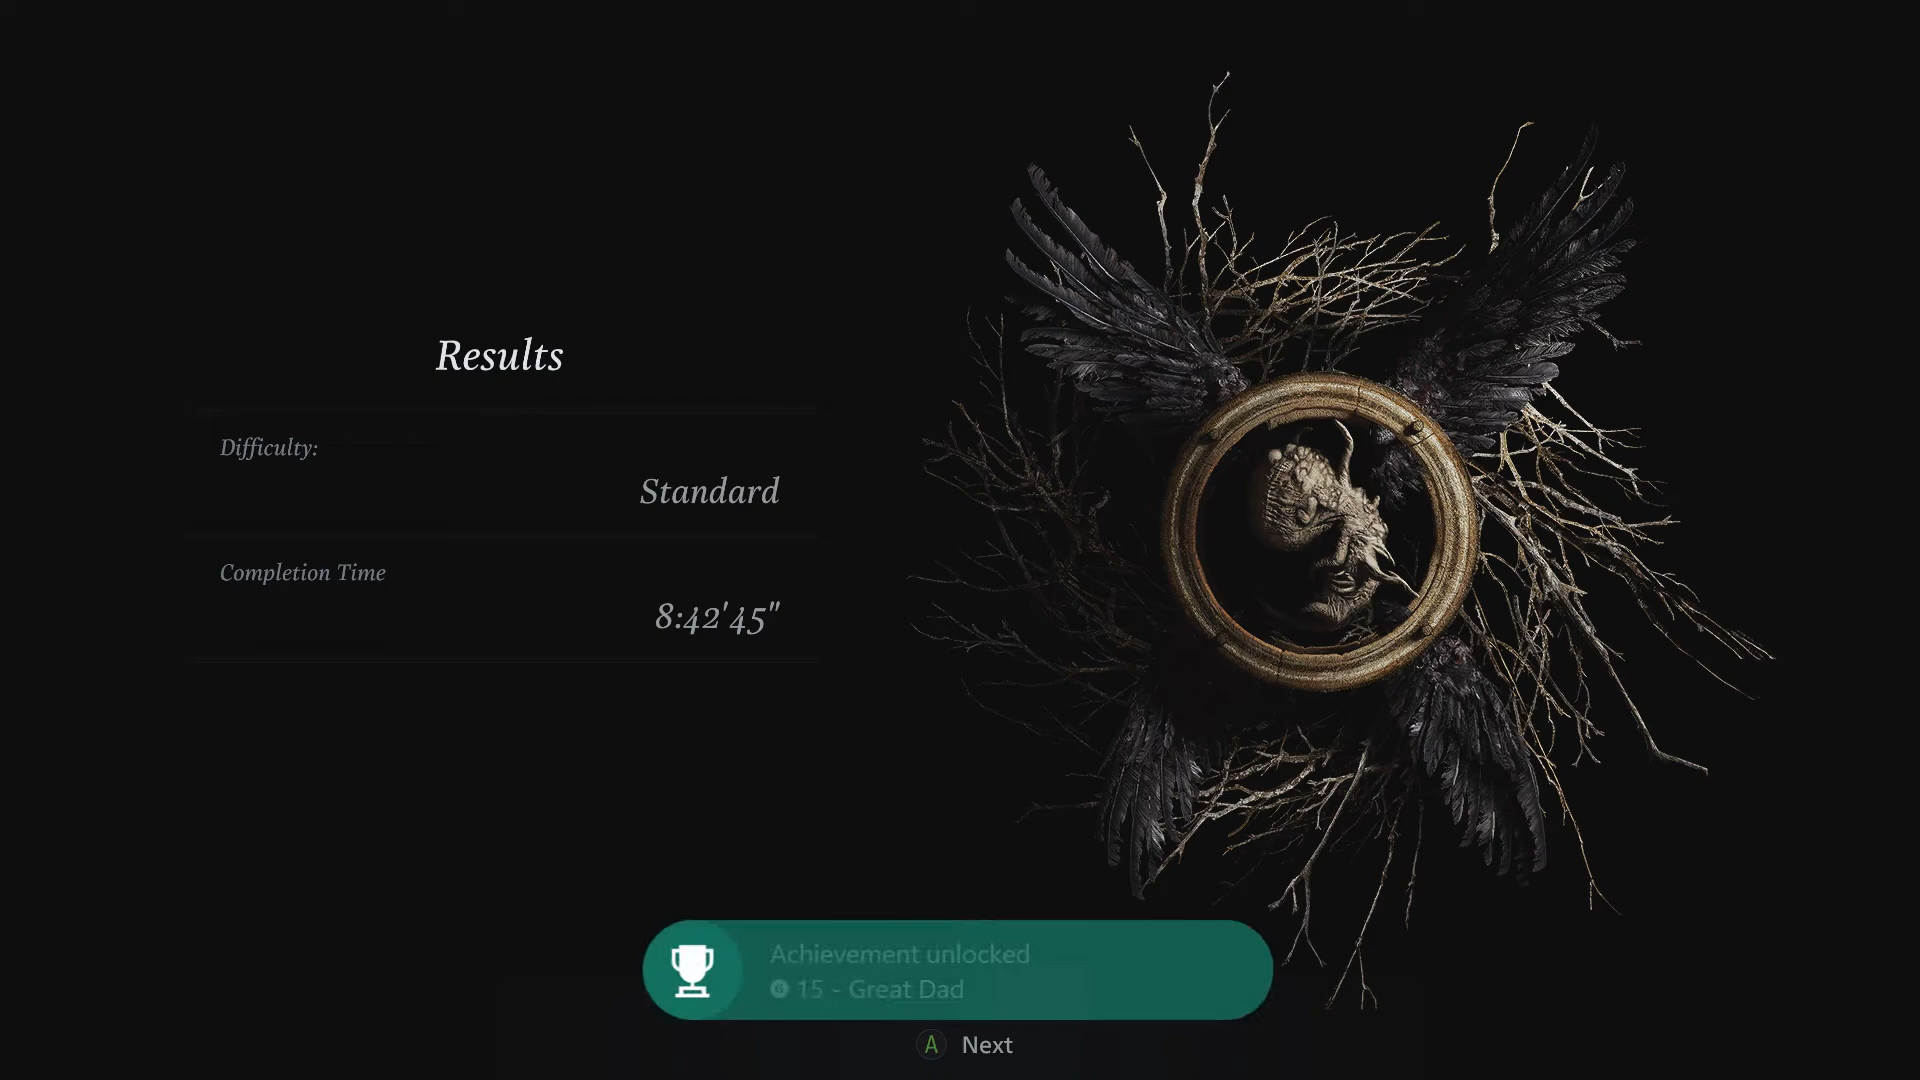 Results
Difficulty:
Standard
Completion Time
8:42'45"
Achievement unlocked
G 15 - Great Dad
A Next